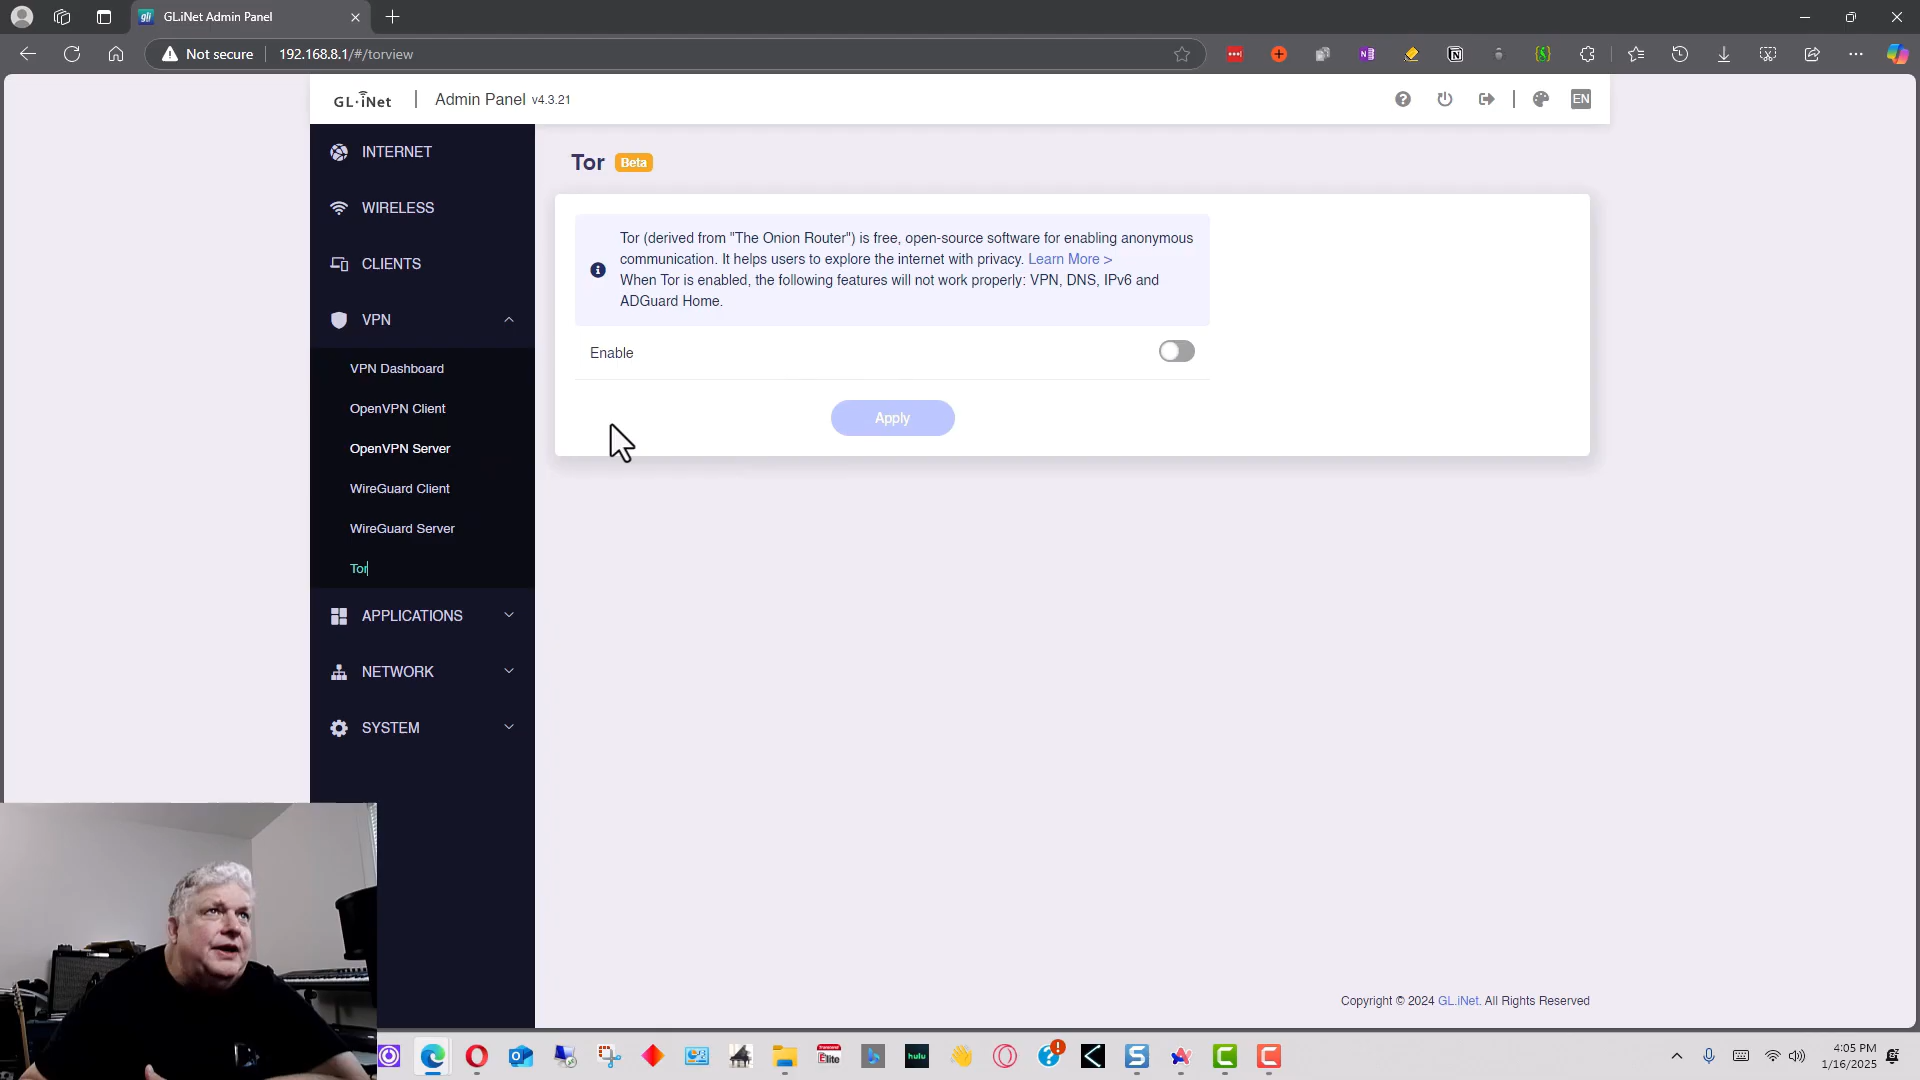 GL.iNet Admin Panel
Not secure
192.168.8.1/#/torview
GL·iNet
Admin Panel v4.3.21
EN
INTERNET
WIRELESS
CLIENTS
VPN
VPN Dashboard
OpenVPN Client
OpenVPN Server
WireGuard Client
WireGuard Server
Tor
APPLICATIONS
NETWORK
SYSTEM
Tor Beta
Tor (derived from "The Onion Router") is free, open-source software for enabling anonymous
communication. It helps users to explore the internet with privacy. Learn More >
When Tor is enabled, the following features will not work properly: VPN, DNS, IPv6 and
ADGuard Home.
Enable
Apply
Copyright © 2024 GL.iNet. All Rights Reserved
hulu
4:05 PM
1/16/2025